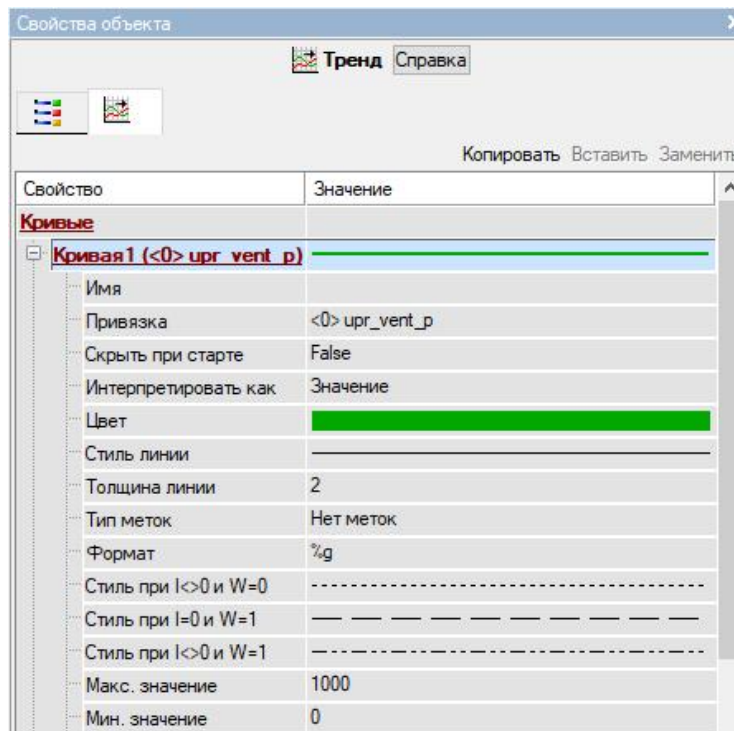 Свойства объекта
Тренд Справка
Копировать Вставить Заменить
Свойство Значение
Кривые
Кривая1 (<0> upr_vent_p)
Имя
Привязка <0> upr_vent_p
Скрыть при старте False
Интерпретировать как Значение
Цвет
Стиль линии
Толщина линии 2
Тип меток Нет меток
Формат %g
Стиль при I<>0 и W=0
Стиль при I=0 и W=1
Стиль при I<>0 и W=1
Макс. значение 1000
Мин. значение 0